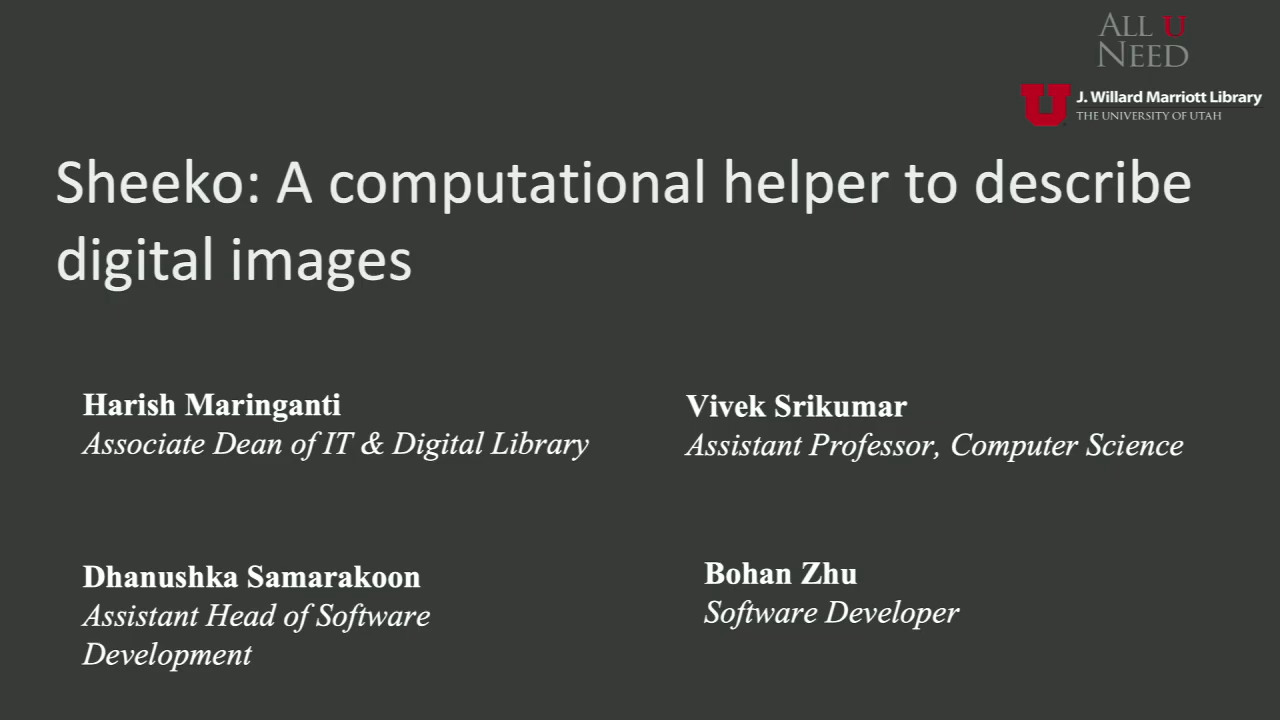 ALL U
NEED
J. Willard Marriott Library
THE UNIVERSITY OF UTAH
Sheeko: A computational helper to describe
digital images
Harish Maringanti
Associate Dean of IT & Digital Library
Vivek Srikumar
Assistant Professor, Computer Science
Dhanushka Samarakoon
Assistant Head of Software
Development
Bohan Zhu
Software Developer